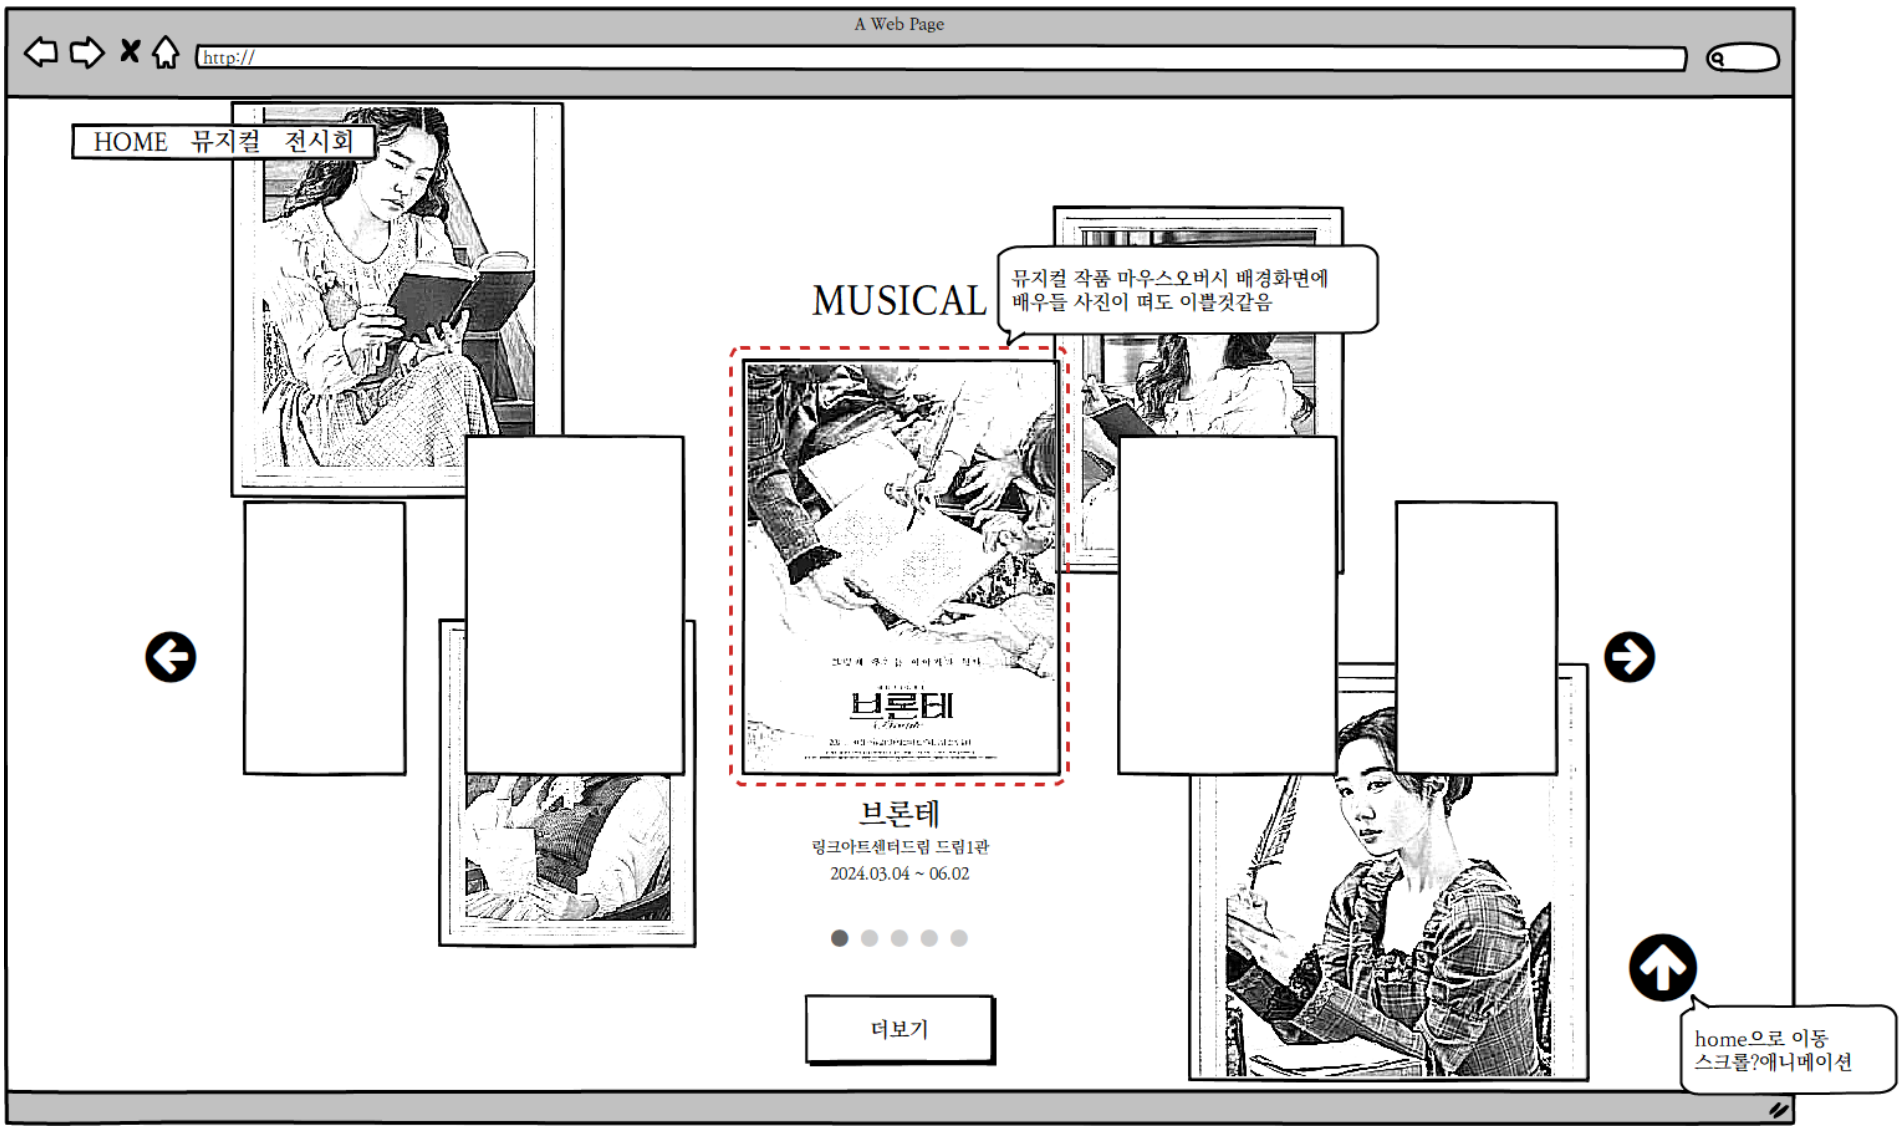 A Web Page
http://
HOME 뮤지컬 전시회
MUSICAL
뮤지컬 작품 마우스오버시 배경화면에
배우들 사진이 떠도 이쁠것같음
브론테
브론테
링크아트센터드림 드림1관
2024.03.04 ~ 06.02
더보기
home으로 이동
스크롤?애니메이션